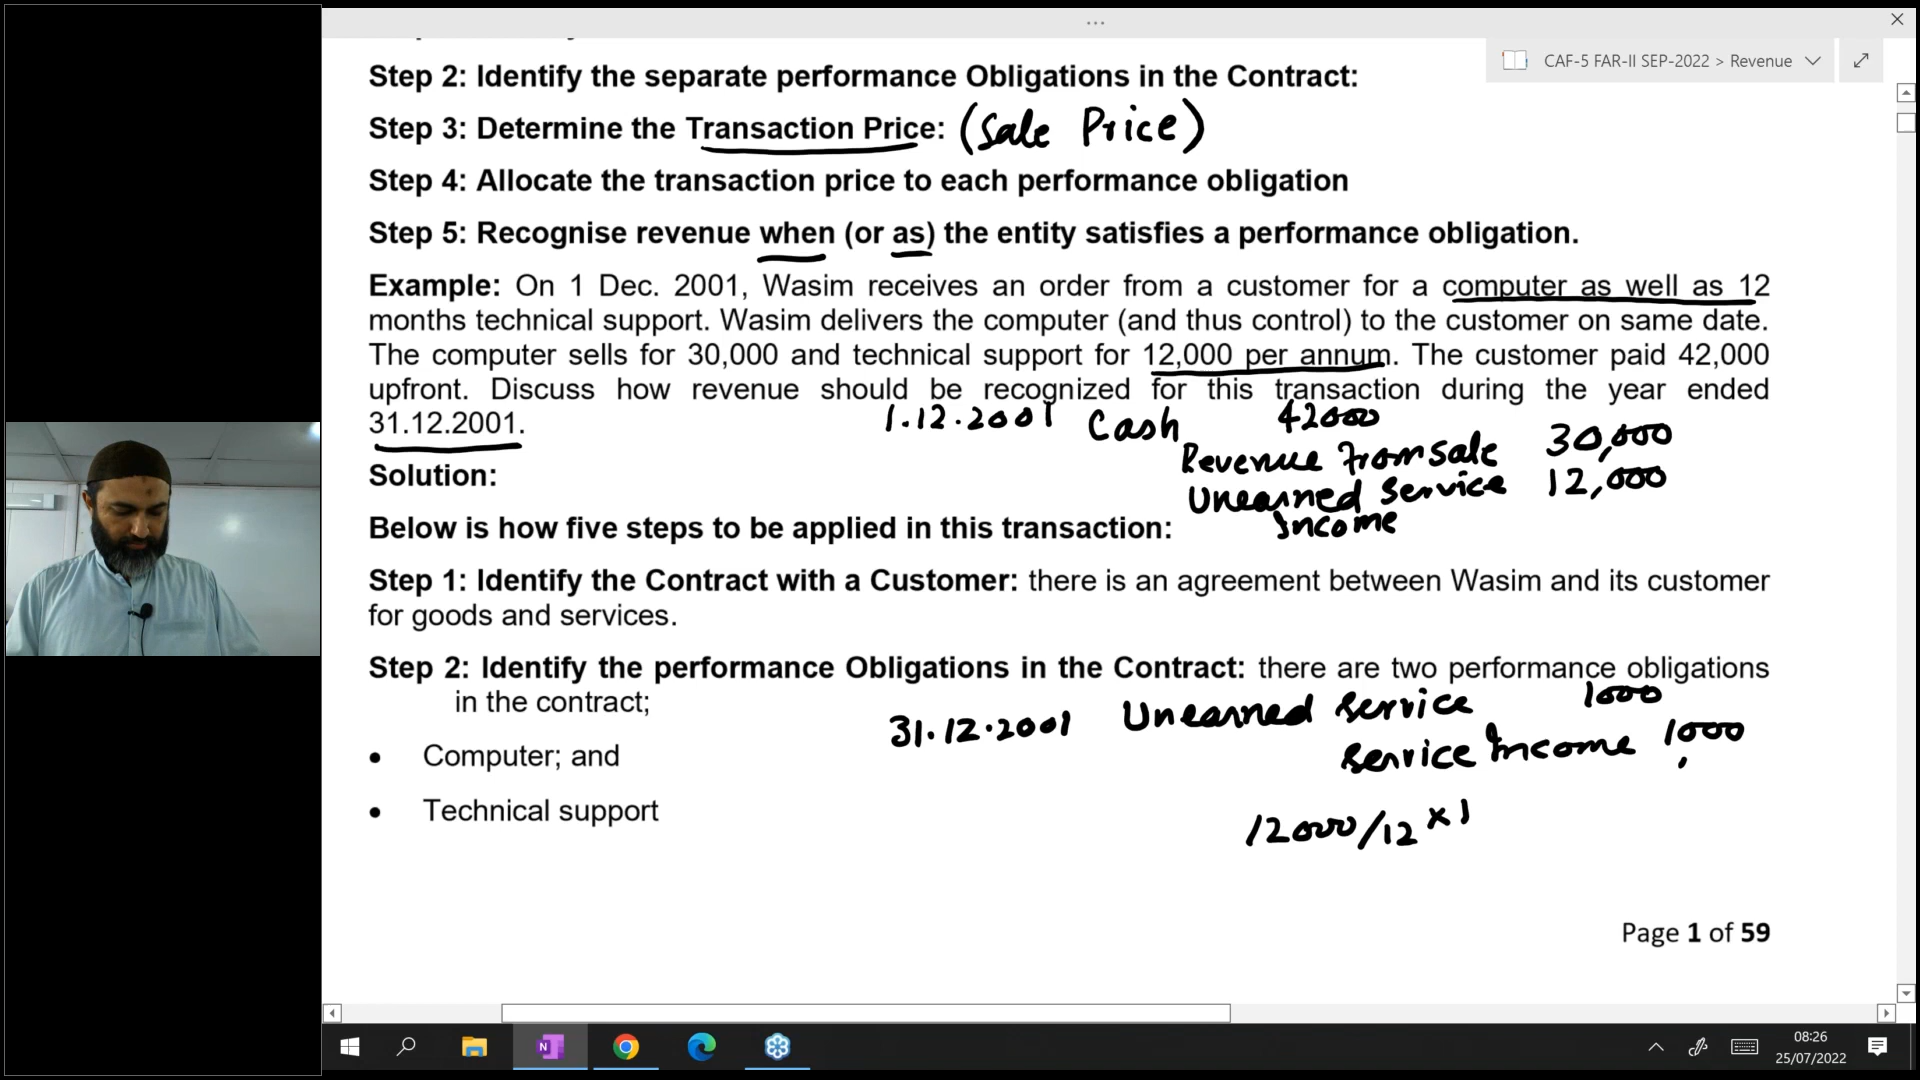 CAF-5 FAR-II SEP-2022 > Revenue
Step 2: Identify the separate performance Obligations in the Contract:
Step 3: Determine the Transaction Price: (Sale Price)
Step 4: Allocate the transaction price to each performance obligation
Step 5: Recognise revenue when (or as) the entity satisfies a performance obligation.
Example: On 1 Dec. 2001, Wasim receives an order from a customer for a computer as well as 12
months technical support. Wasim delivers the computer (and thus control) to the customer on same date.
The computer sells for 30,000 and technical support for 12,000 per annum. The customer paid 42,000
upfront. Discuss how revenue should be recognized for this transaction during the year ended
31.12.2001.
1.12.2001 Cash 42000
Revenue From Sale 30,000
Solution:
Unearned Service 12,000
Income
Below is how five steps to be applied in this transaction:
Step 1: Identify the Contract with a Customer: there is an agreement between Wasim and its customer
for goods and services.
Step 2: Identify the performance Obligations in the Contract: there are two performance obligations
in the contract;
31.12.2001 Unearned Service 1000
Service Income 1000
• Computer; and
• Technical support
12000/12 × 1
Page 1 of 59
08:26
25/07/2022